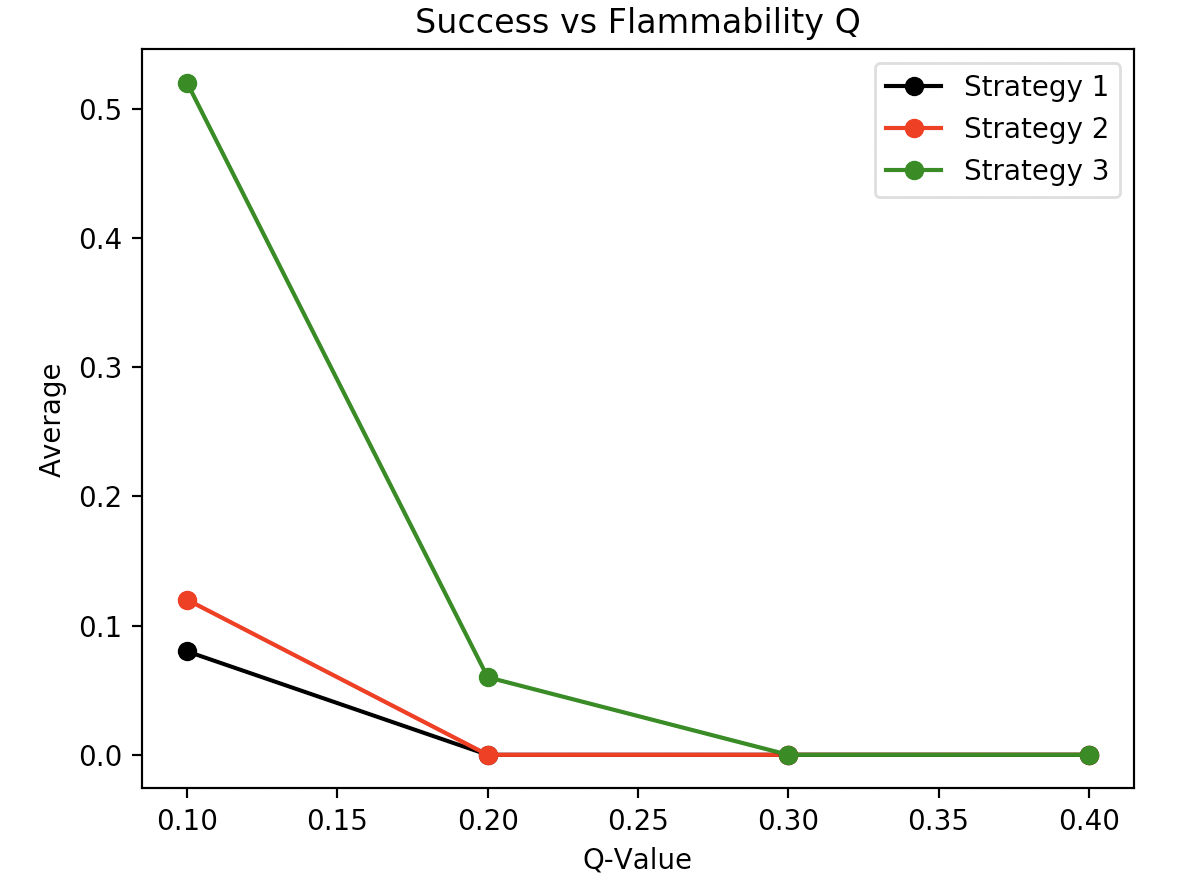 Success vs Flammability Q
Strategy 1
Strategy 2
Strategy 3
0.5
0.4
0.3
0.2
0.1
0.0
Average
0.10 0.15 0.20 0.25 0.30 0.35 0.40
Q-Value